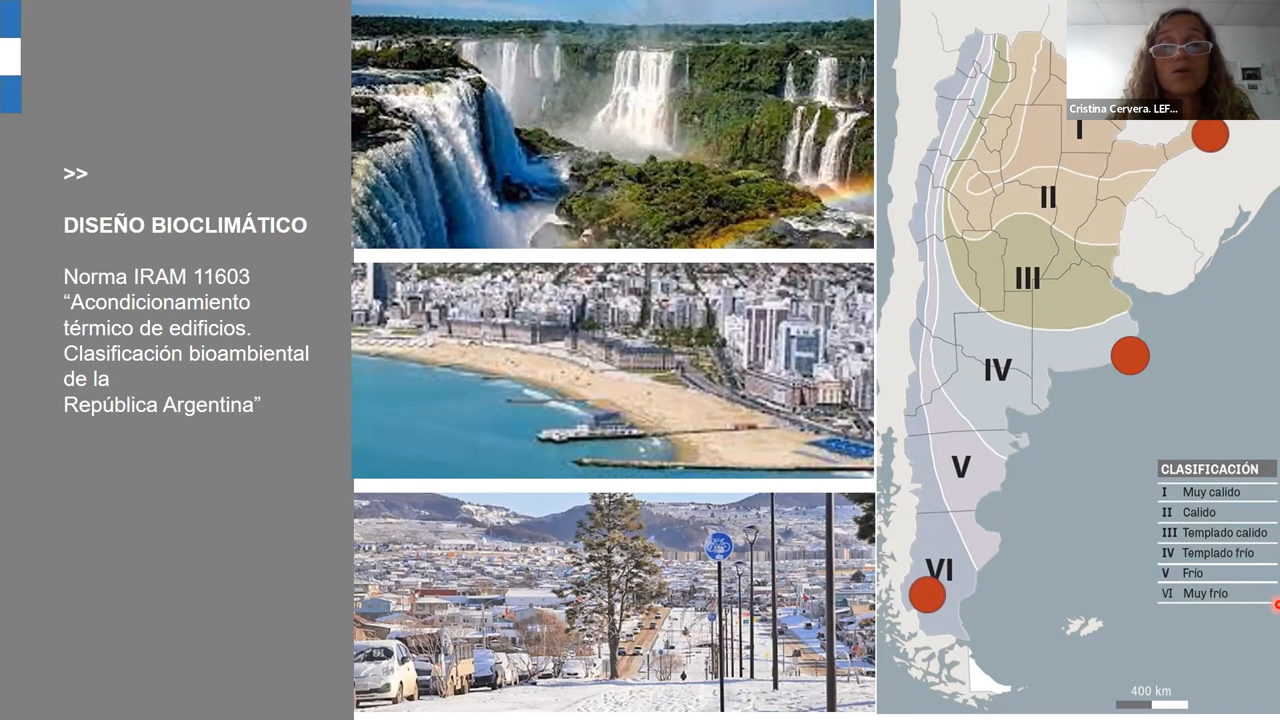 >>
DISEÑO BIOCLIMÁTICO
Norma IRAM 11603
“Acondicionamiento
térmico de edificios.
Clasificación bioambiental
de la
República Argentina”
Cristina Cervera. LEF...
I
II
III
IV
V
VI
CLASIFICACIÓN
I Muy calido
II Calido
III Templado calido
IV Templado frío
V Frío
VI Muy frío
400 km